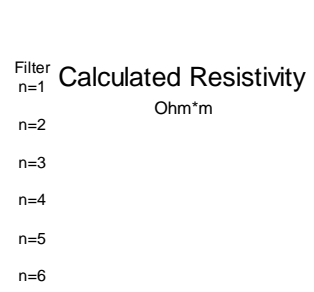 Filter
n=1
Calculated Resistivity
Ohm*m
n=2
n=3
n=4
n=5
n=6